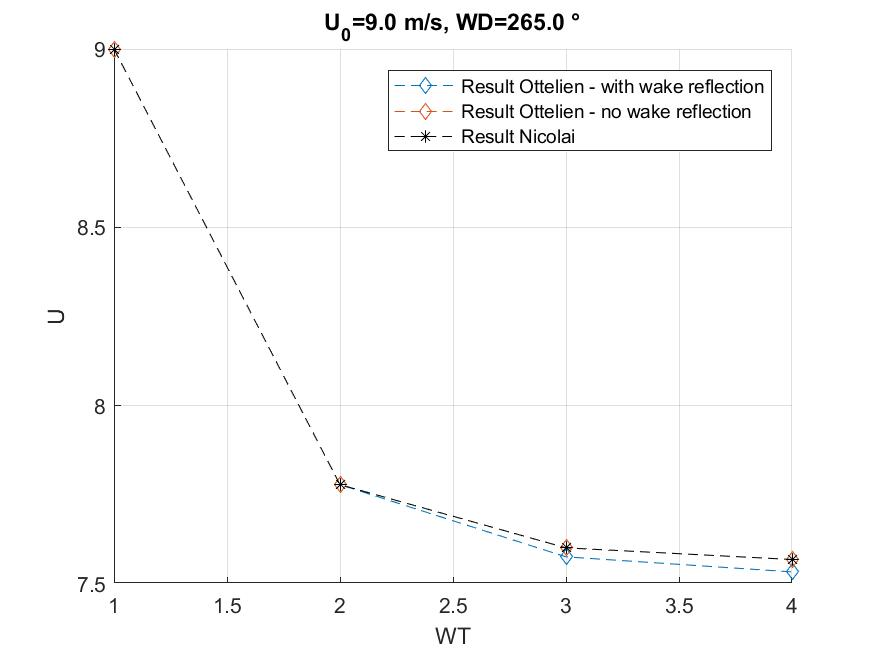 U₀=9.0 m/s, WD=265.0 °
Result Ottelien - with wake reflection
Result Ottelien - no wake reflection
Result Nicolai
9
8.5
8
7.5
U
1 1.5 2 2.5 3 3.5 4
WT